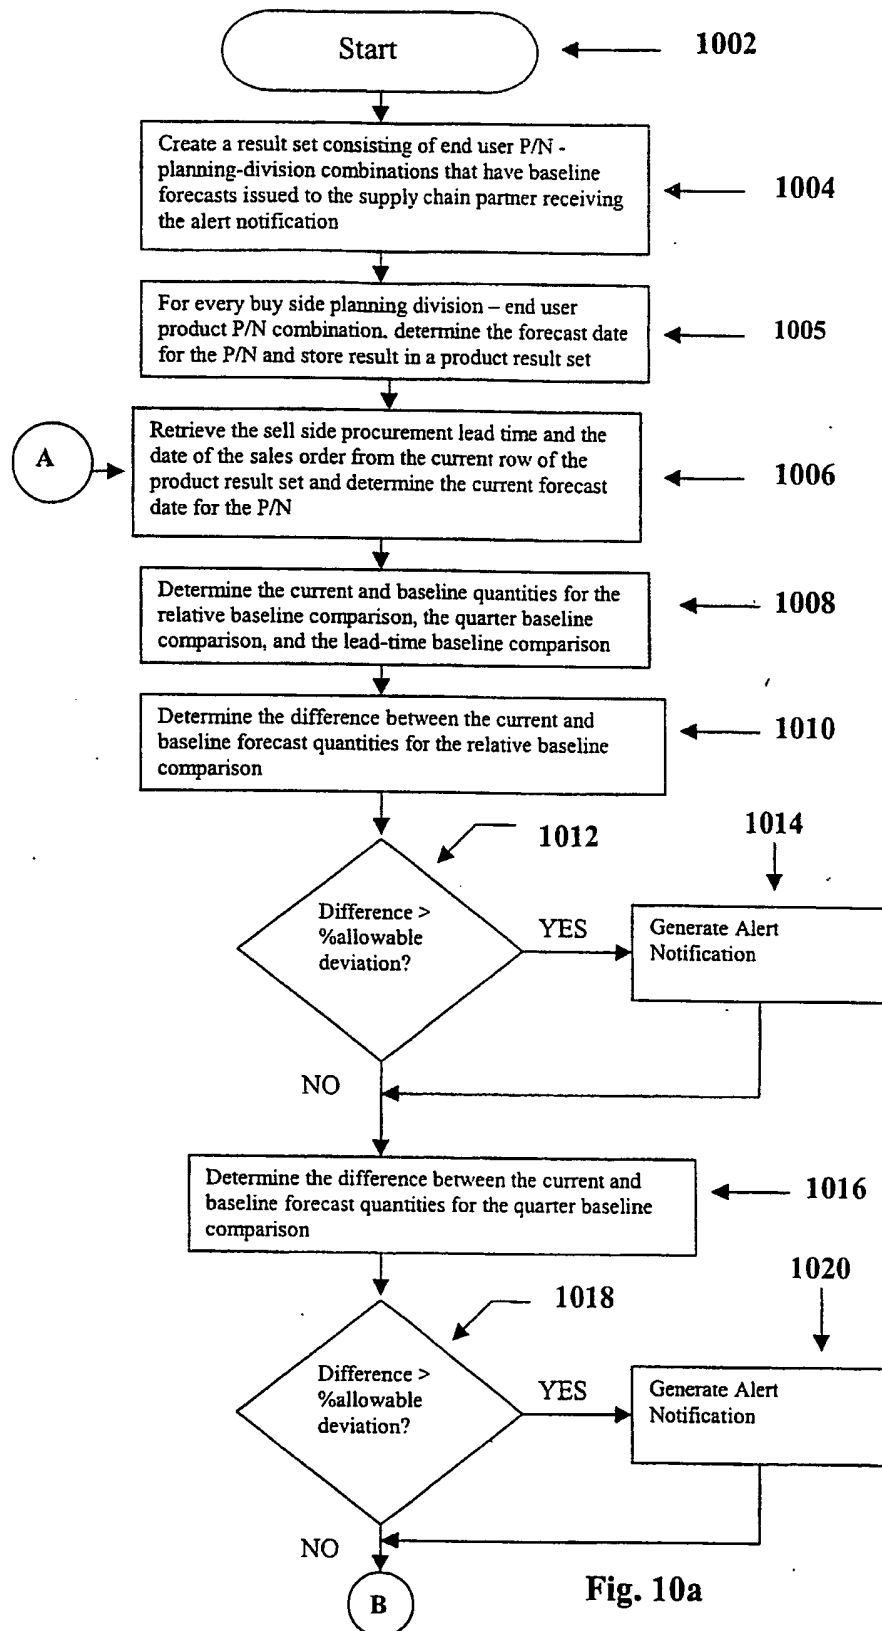 Start
1002
Create a result set consisting of end user P/N -
planning-division combinations that have baseline
forecasts issued to the supply chain partner receiving
the alert notification
1004
For every buy side planning division – end user
product P/N combination. determine the forecast date
for the P/N and store result in a product result set
1005
A
Retrieve the sell side procurement lead time and the
date of the sales order from the current row of the
product result set and determine the current forecast
date for the P/N
1006
Determine the current and baseline quantities for the
relative baseline comparison, the quarter baseline
comparison, and the lead-time baseline comparison
1008
Determine the difference between the current and
baseline forecast quantities for the relative baseline
comparison
1010
1012
1014
Difference >
%allowable
deviation?
YES
Generate Alert
Notification
NO
Determine the difference between the current and
baseline forecast quantities for the quarter baseline
comparison
1016
1018
1020
Difference >
%allowable
deviation?
YES
Generate Alert
Notification
NO
B
Fig. 10a